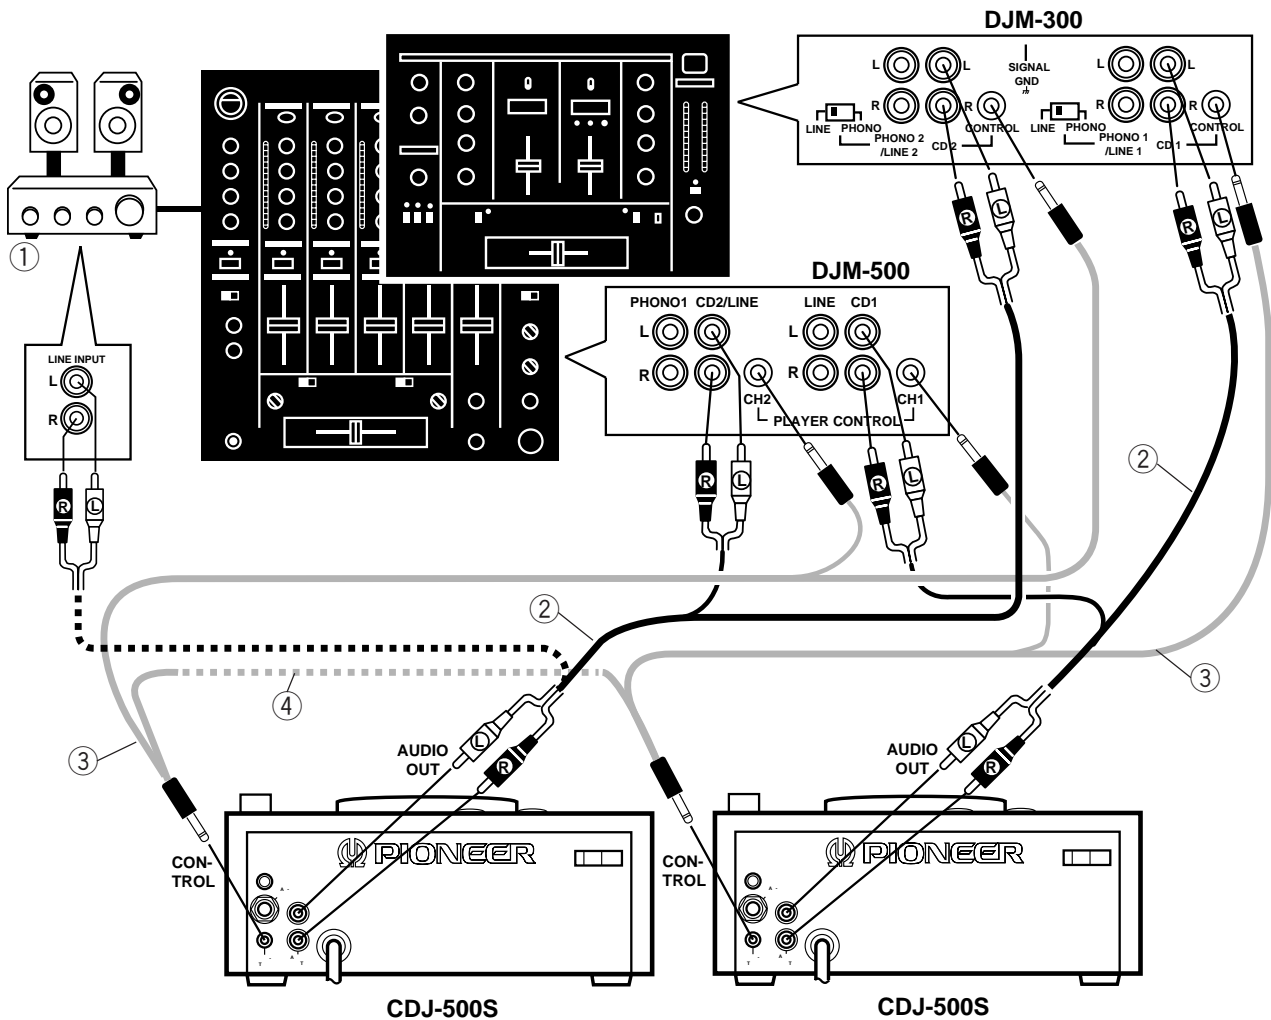 DJM-300
L L SIGNAL GND L L
R R R R
LINE PHONO CONTROL LINE PHONO CONTROL
PHONO 2 /LINE 2 CD 2 PHONO 1 /LINE 1 CD 1
R L R L
①
DJM-500
PHONO1 CD2/LINE LINE CD1
L L
R R
CH2 CH1
PLAYER CONTROL
LINE INPUT
L
R
R L
R L R L
②
②
③
④
③
AUDIO OUT
L
R
AUDIO OUT
L
R
CON-
TROL
PIONEER
CON-
TROL
PIONEER
CDJ-500S
CDJ-500S